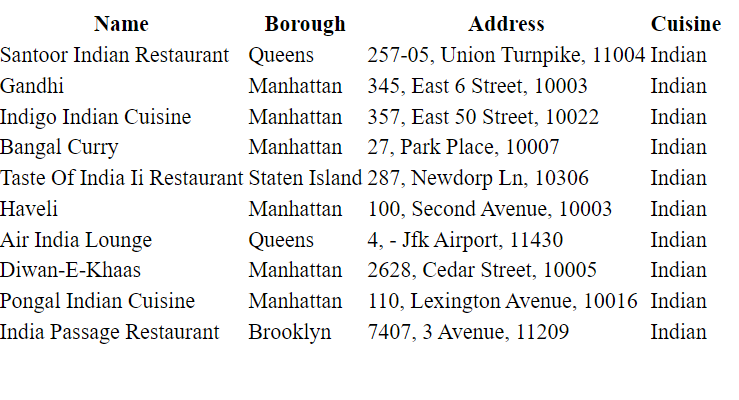 Name Borough Address Cuisine
Santoor Indian Restaurant Queens 257-05, Union Turnpike, 11004 Indian
Gandhi Manhattan 345, East 6 Street, 10003 Indian
Indigo Indian Cuisine Manhattan 357, East 50 Street, 10022 Indian
Bangal Curry Manhattan 27, Park Place, 10007 Indian
Taste Of India Ii Restaurant Staten Island 287, Newdorp Ln, 10306 Indian
Haveli Manhattan 100, Second Avenue, 10003 Indian
Air India Lounge Queens 4, - Jfk Airport, 11430 Indian
Diwan-E-Khaas Manhattan 2628, Cedar Street, 10005 Indian
Pongal Indian Cuisine Manhattan 110, Lexington Avenue, 10016 Indian
India Passage Restaurant Brooklyn 7407, 3 Avenue, 11209 Indian